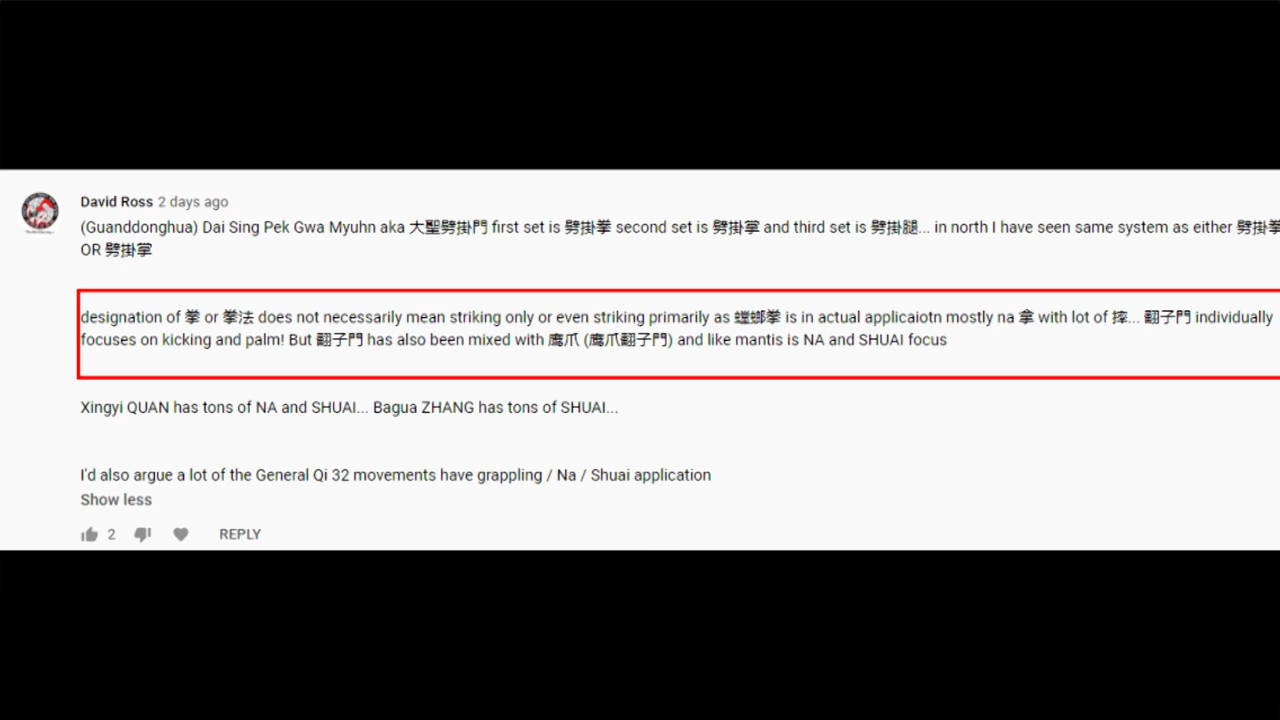 David Ross 2 days ago
(Guanddonghua) Dai Sing Pek Gwa Myuhn aka 大聖劈掛門 first set is 劈掛拳 second set is 劈掛掌 and third set is 劈掛腿... in north I have seen same system as either 劈掛拳
OR 劈掛掌
designation of 拳 or 拳法 does not necessarily mean striking only or even striking primarily as 螳螂拳 is in actual applicaiotn mostly na 拿 with lot of 摔... 翻子門 individually
focuses on kicking and palm! But 翻子門 has also been mixed with 鷹爪 (鷹爪翻子門) and like mantis is NA and SHUAI focus
Xingyi QUAN has tons of NA and SHUAI... Bagua ZHANG has tons of SHUAI...
I'd also argue a lot of the General Qi 32 movements have grappling / Na / Shuai application
Show less
2 REPLY